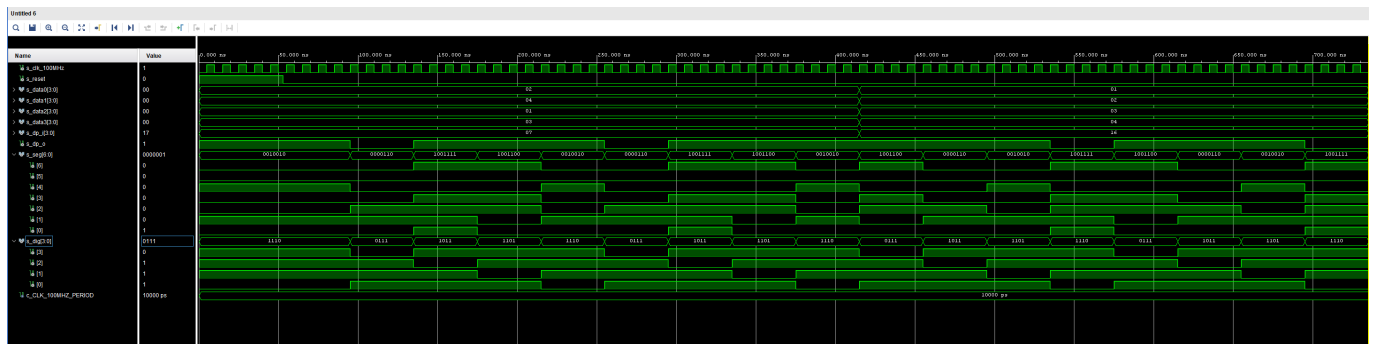 Untitled 6
Name Value 0.000 ns 50.000 ns 100.000 ns 150.000 ns 200.000 ns 250.000 ns 300.000 ns 350.000 ns 400.000 ns 450.000 ns 500.000 ns 550.000 ns 600.000 ns 650.000 ns 700.000 ns
s_clk_100MHz 1
s_reset 0
s_data0[3:0] 00 02 01
s_data1[3:0] 00 04 02
s_data2[3:0] 00 01 03
s_data3[3:0] 00 03 04
s_dp_i[3:0] 17 07 16
s_dp_o 1
s_seg[6:0] 0000001 0010010 0000110 1001111 1001100 0010010 0000110 1001111 1001100 0010010 1001100 0000110 0010010 1001111 1001100 0000110 0010010 1001111
[6] 0
[5] 0
[4] 0
[3] 0
[2] 0
[1] 0
[0] 1
s_dig[3:0] 0111 1110 0111 1011 1101 1110 0111 1011 1101 1110 0111 1011 1101 1110 0111 1011 1101 1110
[3] 0
[2] 1
[1] 1
[0] 1
c_CLK_100MHZ_PERIOD 10000 ps 10000 ps